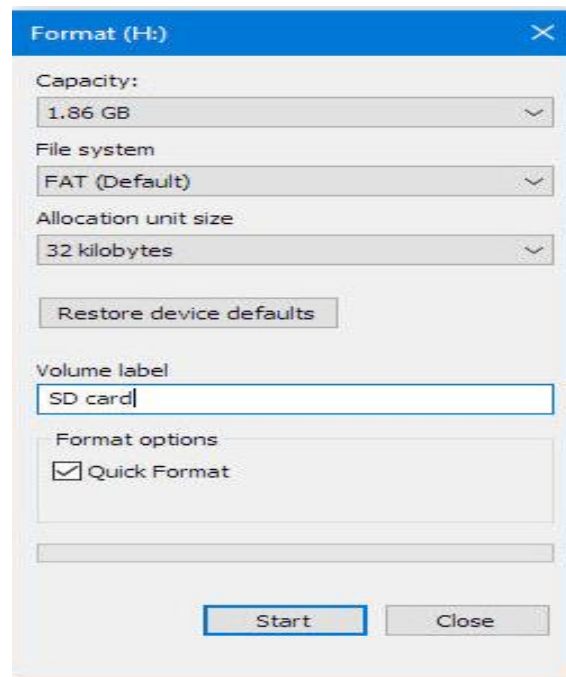 Format (H:)
Capacity:
1.86 GB
File system
FAT (Default)
Allocation unit size
32 kilobytes
Restore device defaults
Volume label
SD card
Format options
Quick Format
Start Close